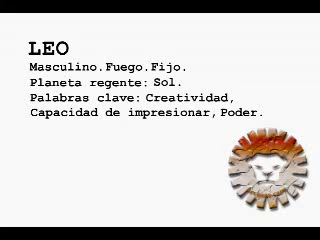 LEO
Masculino.Fuego.Fijo.
Planeta regente: Sol.
Palabras clave: Creatividad,
Capacidad de impresionar, Poder.